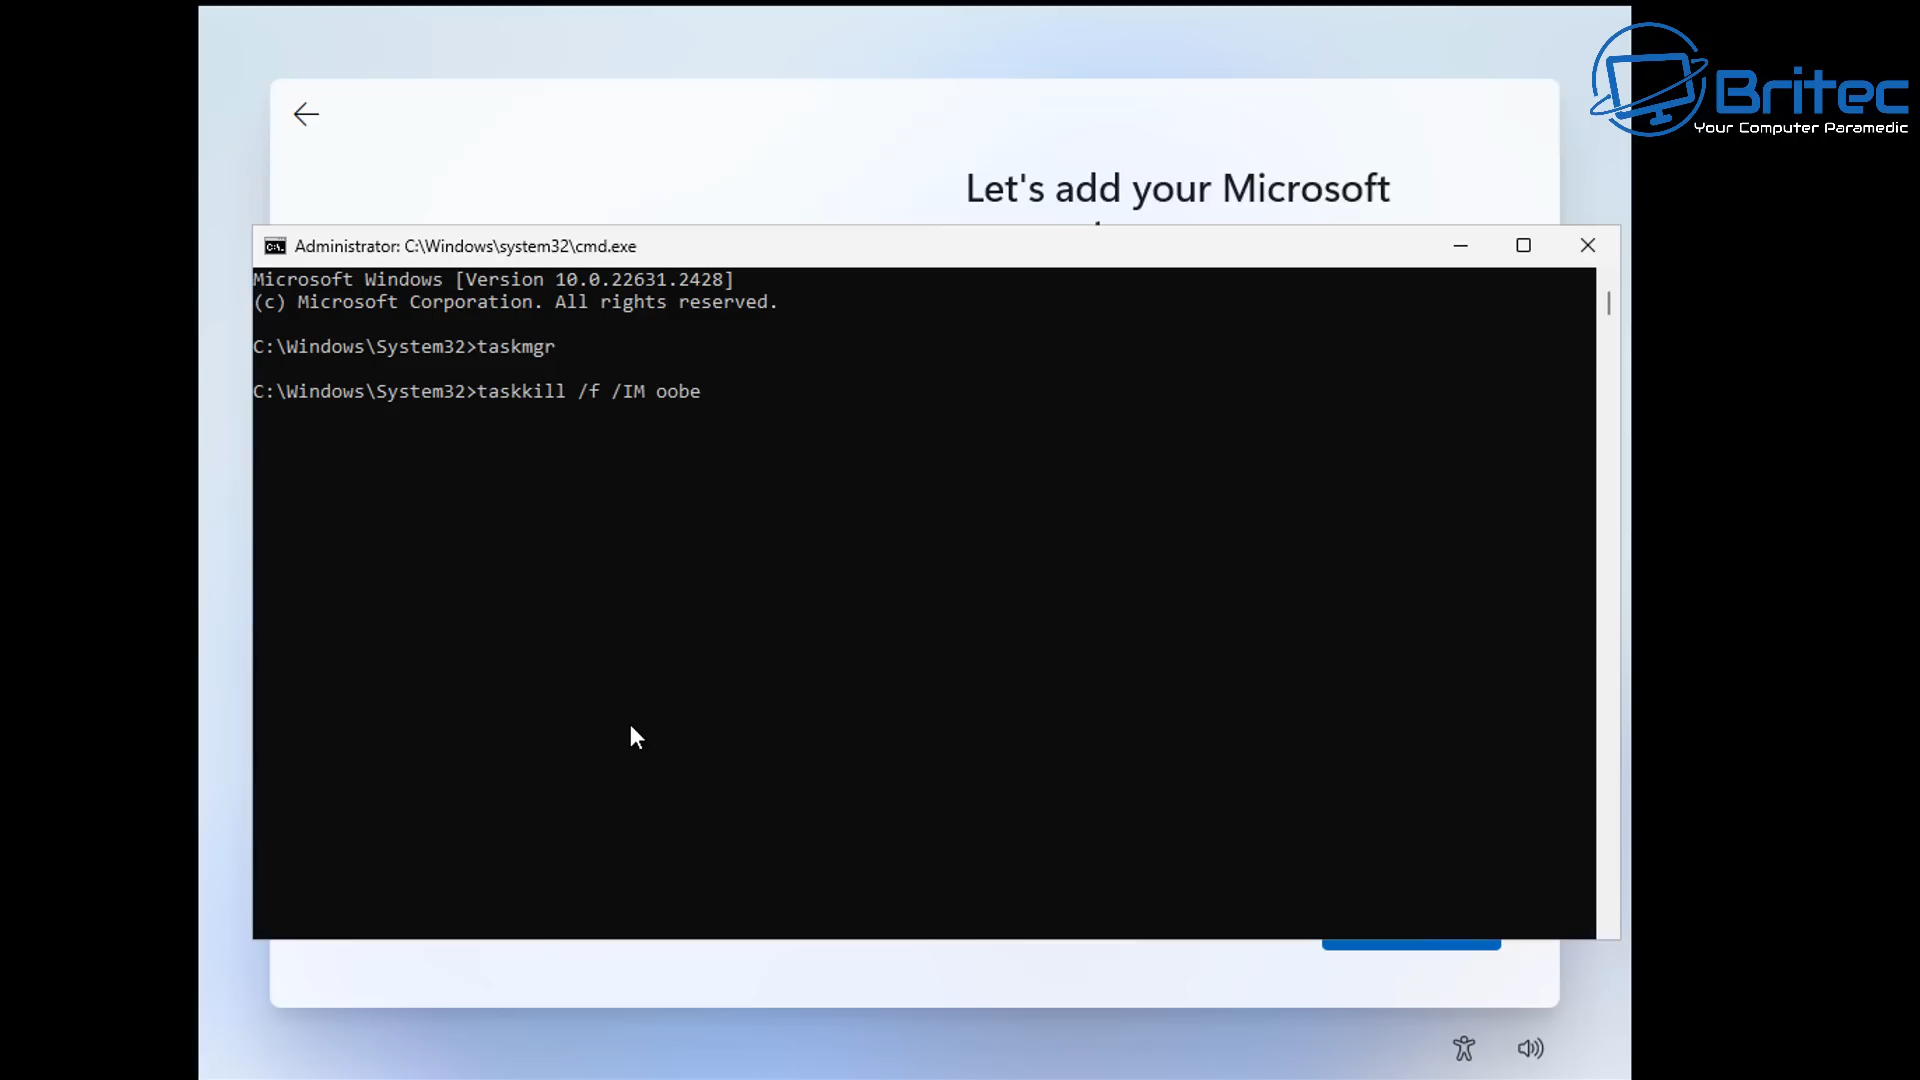 Britec
Your Computer Paramedic
Let's add your Microsoft
Administrator: C:\Windows\system32\cmd.exe
Microsoft Windows [Version 10.0.22631.2428]
(c) Microsoft Corporation. All rights reserved.
C:\Windows\System32>taskmgr
C:\Windows\System32>taskkill /f /IM oobe